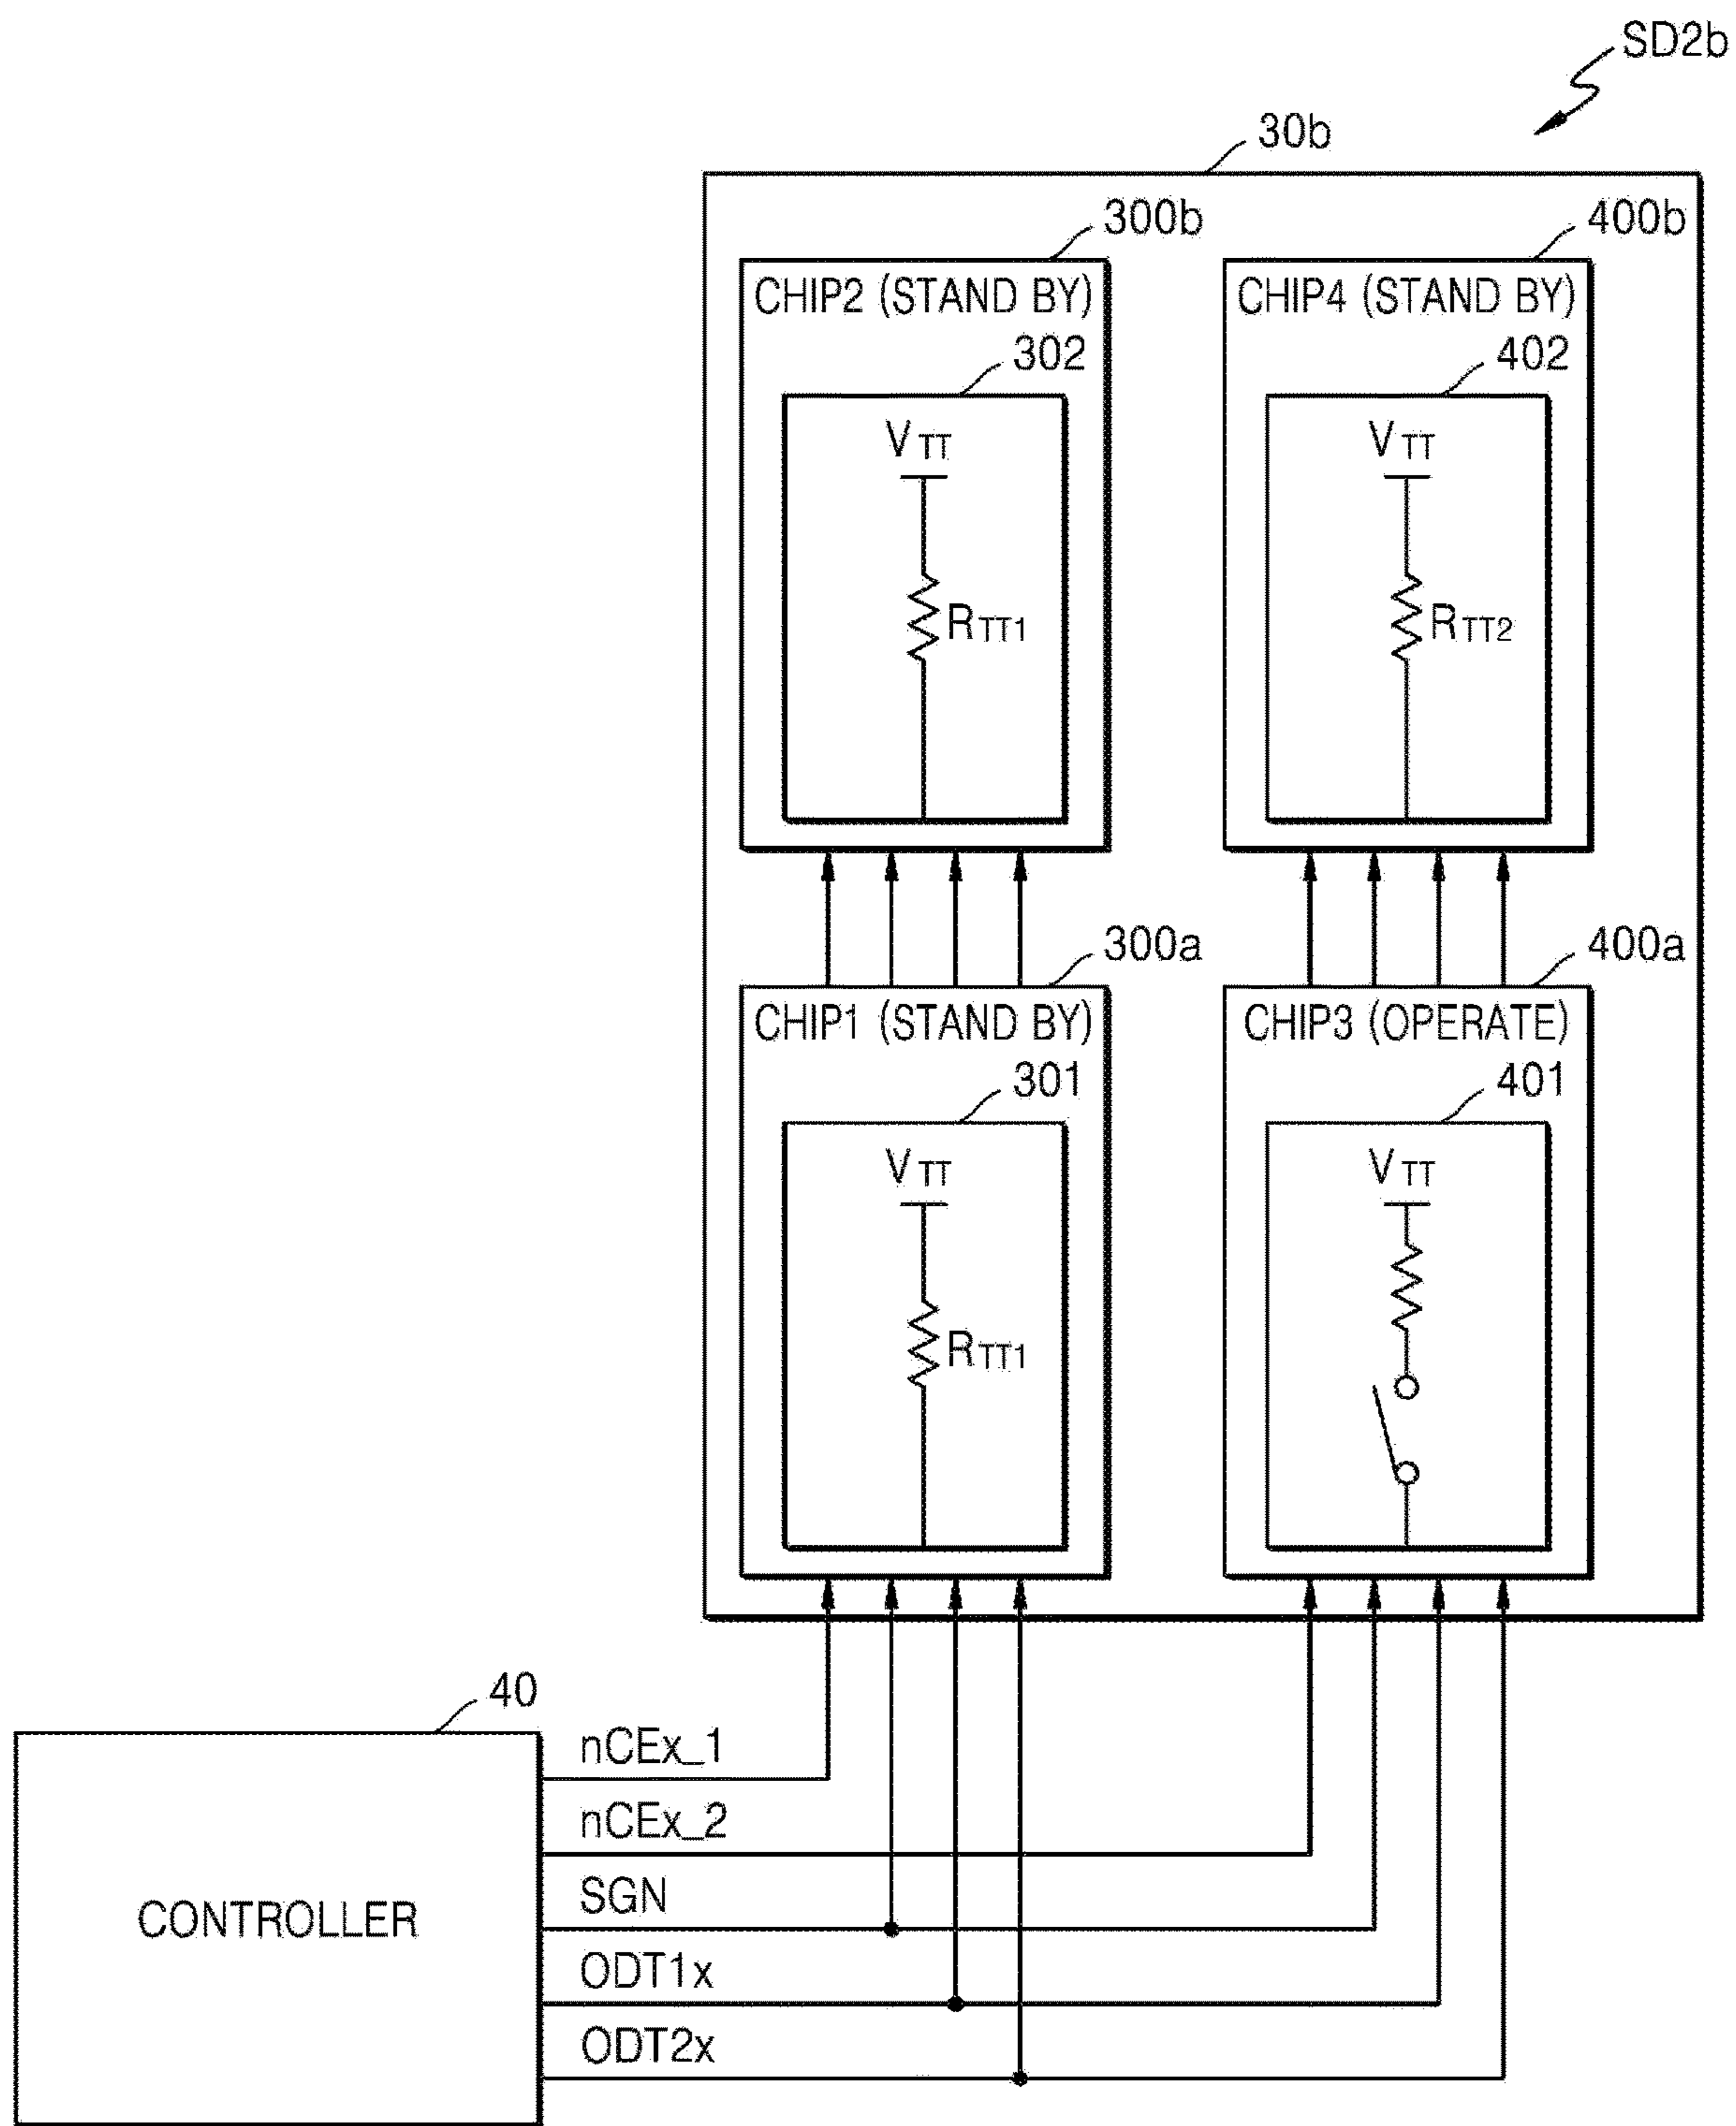 SD2b
30b
300b
400b
CHIP2 (STAND BY)
CHIP4 (STAND BY)
302
402
VTT
VTT
RTT1
RTT2
300a
400a
CHIP1 (STAND BY)
CHIP3 (OPERATE)
301
401
VTT
VTT
RTT1
40
nCEx_1
nCEx_2
SGN
CONTROLLER
ODT1x
ODT2x